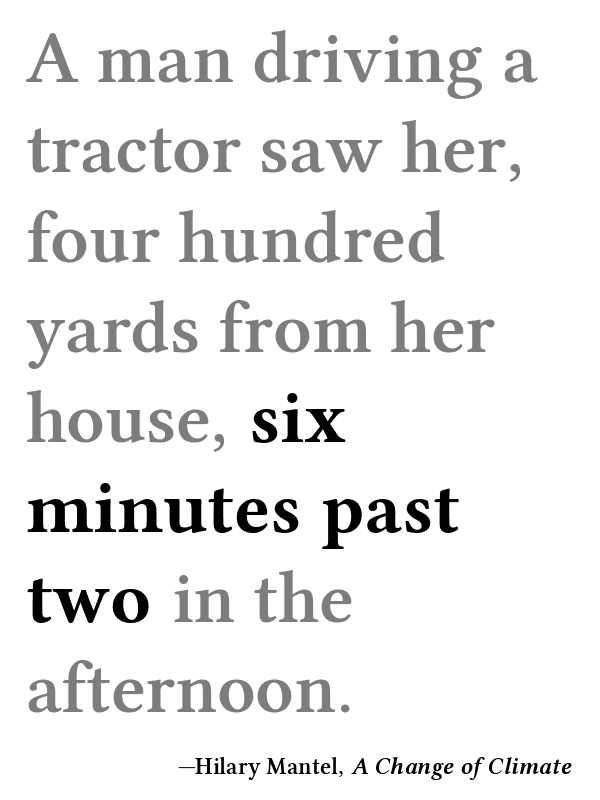 A man driving a
tractor saw her,
four hundred
yards from her
house, six
minutes past
two in the
afternoon.
—Hilary Mantel, A Change of Climate